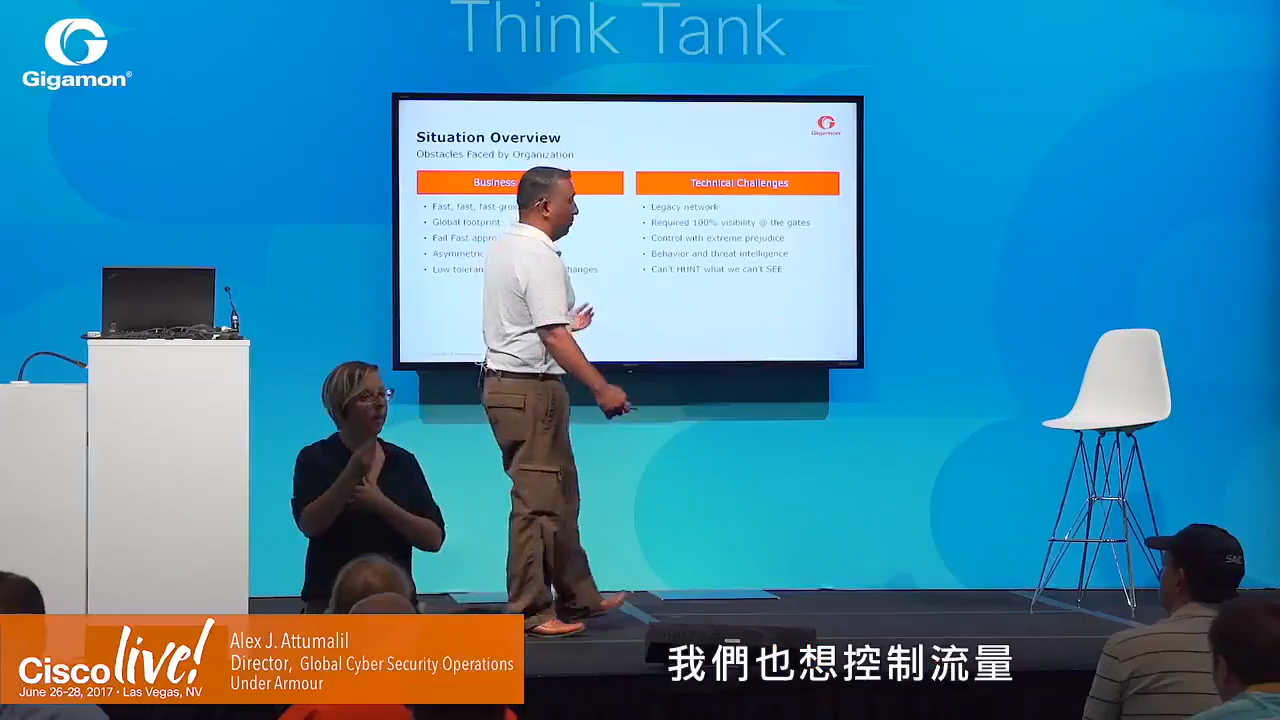 Think Tank
Gigamon®
Situation Overview
Gigamon
Obstacles Faced by Organization
Business
Technical Challenges
Fast, fast, fast-grow
Global footprint
Fail Fast appro
Asymmetric
Low toleran hanges
• Legacy network
• Required 100% visibility @ the gates
• Control with extreme prejudice
• Behavior and threat intelligence
• Can't HUNT what we can't SEE
SAIC
Cisco live!
June 26-28, 2017 • Las Vegas, NV
Alex J. Attumalil
Director, Global Cyber Security Operations
Under Armour
我們也想控制流量